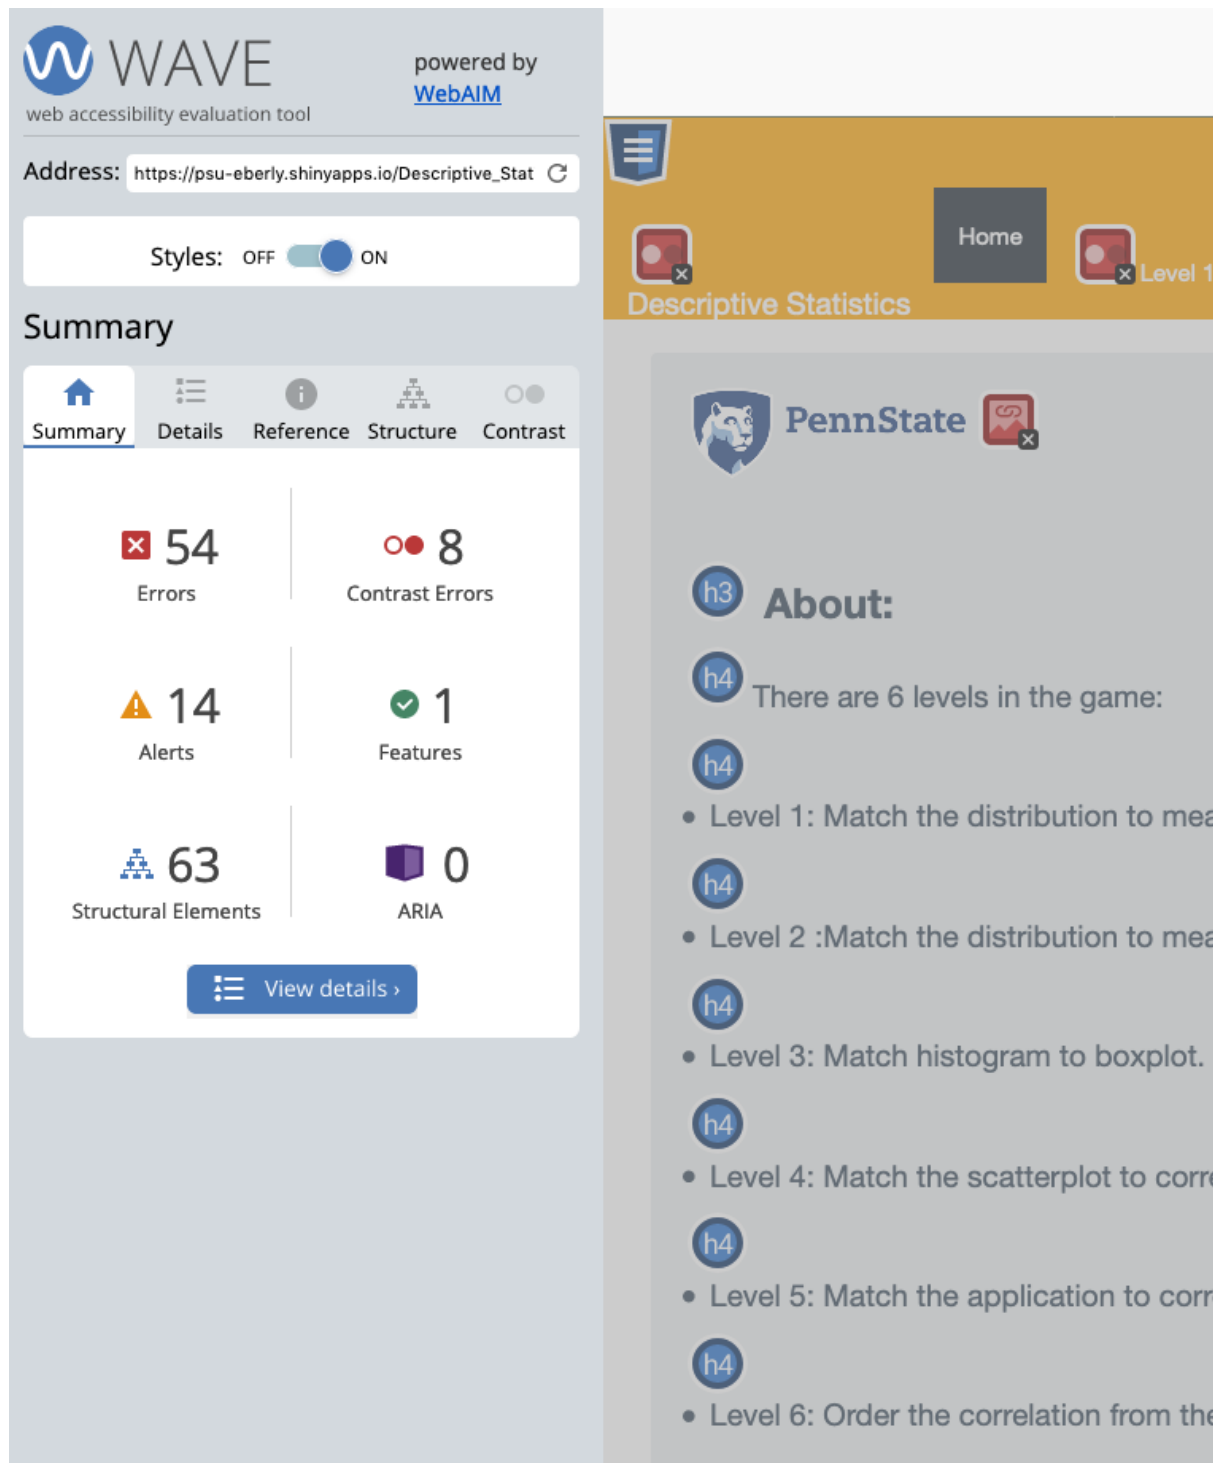 WAVE
powered by
WebAIM
web accessibility evaluation tool
Address: https://psu-eberly.shinyapps.io/Descriptive_Stat
Styles: OFF ON
Summary
Summary Details Reference Structure Contrast
54 8
Errors Contrast Errors
14 1
Alerts Features
63 0
Structural Elements ARIA
View details ›
Home
Level 1
Descriptive Statistics
PennState
h3 About:
h4 There are 6 levels in the game:
h4
• Level 1: Match the distribution to mea
h4
• Level 2 :Match the distribution to mea
h4
• Level 3: Match histogram to boxplot.
h4
• Level 4: Match the scatterplot to corre
h4
• Level 5: Match the application to corr
h4
• Level 6: Order the correlation from the